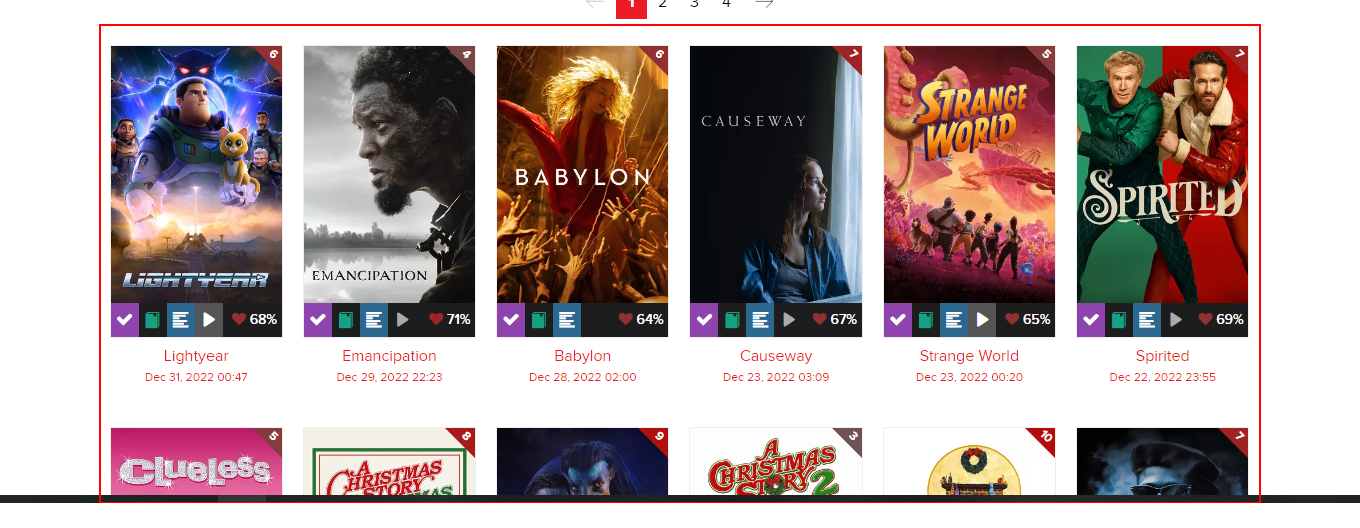 ← 1 2 3 4 →
6 4 6 7 5 7
LIGHTYEAR
EMANCIPATION
BABYLON
CAUSEWAY
STRANGE
WORLD
SPIRITED
68% 71% 64% 67% 65% 69%
Lightyear Emancipation Babylon Causeway Strange World Spirited
Dec 31, 2022 00:47 Dec 29, 2022 22:23 Dec 28, 2022 02:00 Dec 23, 2022 03:09 Dec 23, 2022 00:20 Dec 22, 2022 23:55
5 8 9 3 10 7
Clueless
A
CHRISTMAS
STORY
A
CHRISTMAS
STORY 2